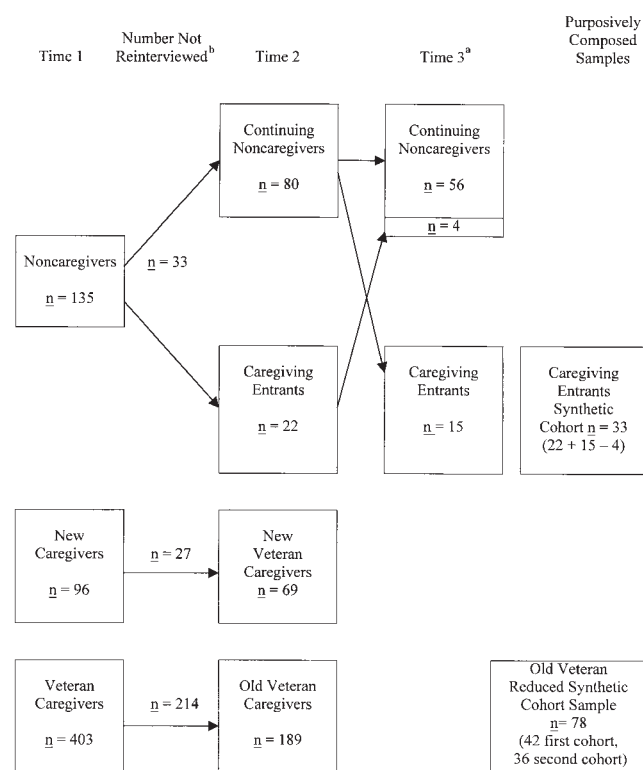 Time 1
Number Not
Reinterviewed^b
Time 2
Time 3^a
Purposively
Composed
Samples
Continuing
Noncaregivers
n = 80
Continuing
Noncaregivers
n = 56
n = 4
Noncaregivers
n = 135
n = 33
Caregiving
Entrants
n = 22
Caregiving
Entrants
n = 15
Caregiving
Entrants
Synthetic
Cohort n = 33
(22 + 15 – 4)
New
Caregivers
n = 96
n = 27
New
Veteran
Caregivers
n = 69
Veteran
Caregivers
n = 403
n = 214
Old Veteran
Caregivers
n = 189
Old Veteran
Reduced Synthetic
Cohort Sample
n= 78
(42 first cohort,
36 second cohort)